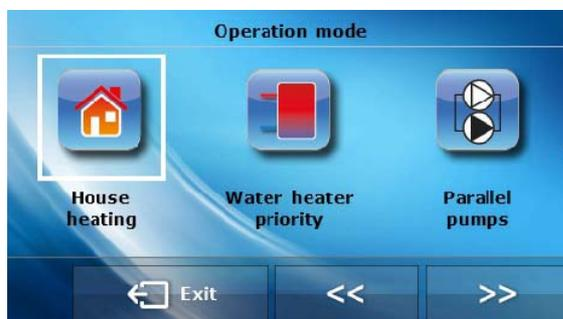 Operation mode
House
heating
Water heater
priority
Parallel
pumps
Exit
<<
>>